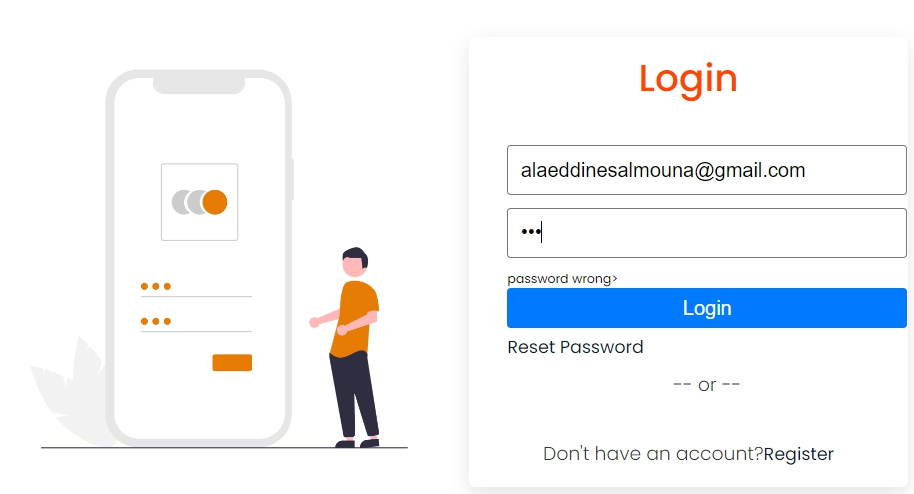 Login
alaeddinesalmouna@gmail.com
•••
password wrong>
Login
Reset Password
-- or --
Don't have an account?Register